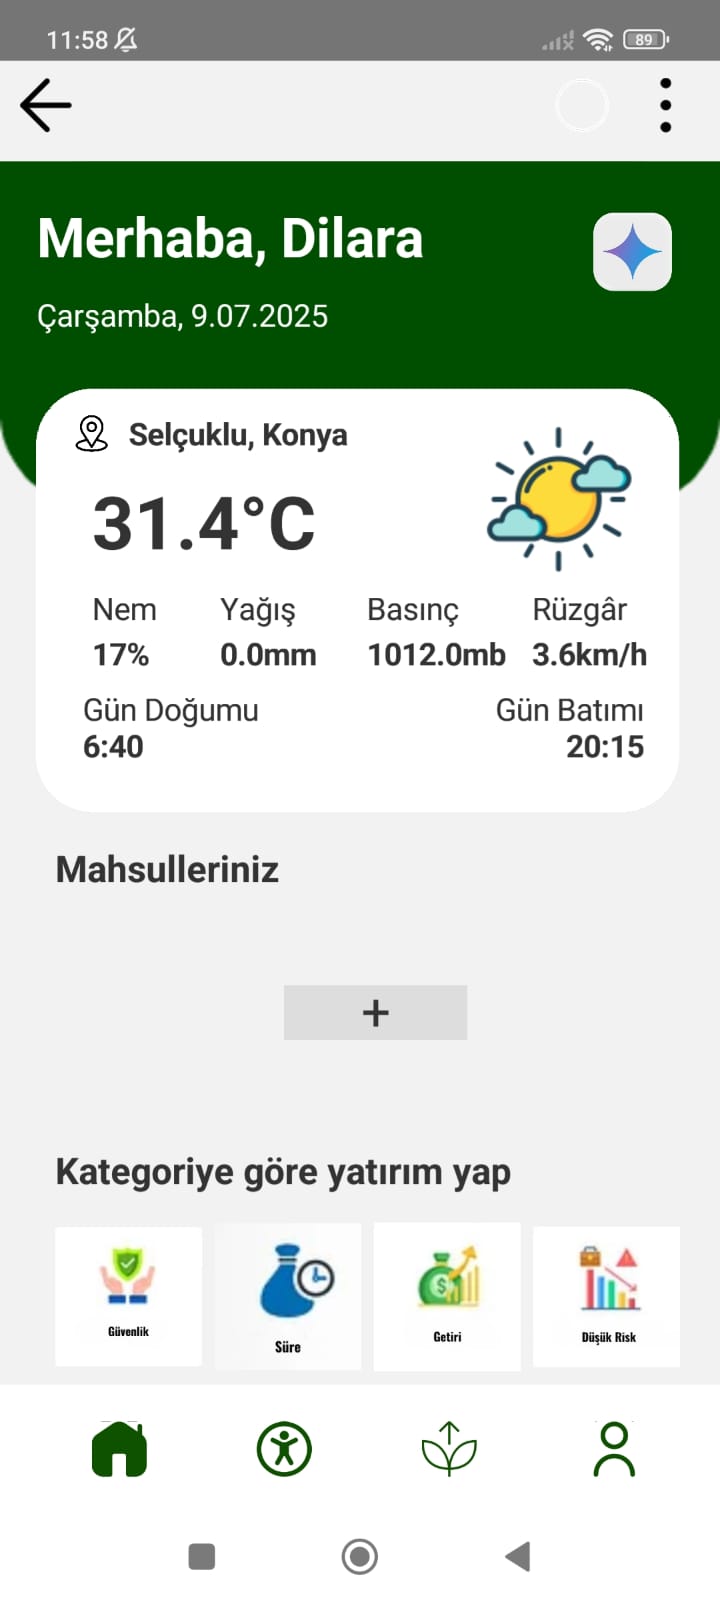 11:58
89
Merhaba, Dilara
Çarşamba, 9.07.2025
Selçuklu, Konya
31.4°C
Nem Yağış Basınç Rüzgâr
17% 0.0mm 1012.0mb 3.6km/h
Gün Doğumu Gün Batımı
6:40 20:15
Mahsulleriniz
+
Kategoriye göre yatırım yap
Güvenlik Süre Getiri Düşük Risk